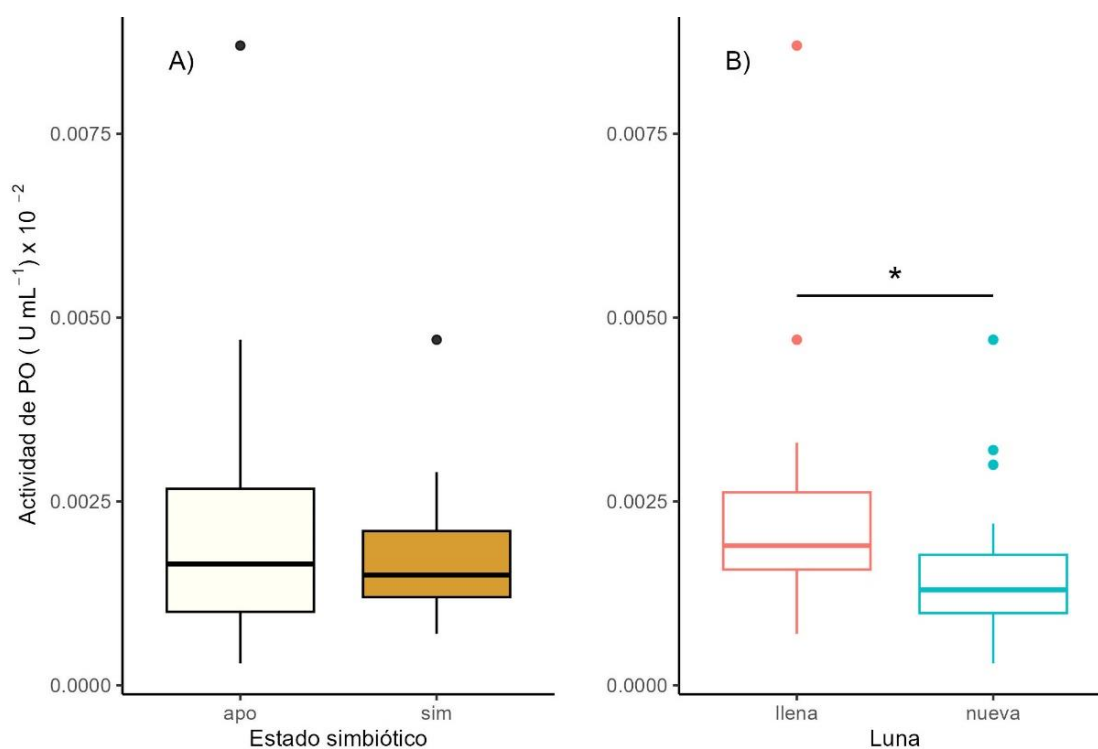 A)
B)
Actividad de PO ( U mL⁻¹) x 10⁻²
0.0075
0.0050
0.0025
0.0000
apo
sim
Estado simbiótico
0.0075
0.0050
0.0025
0.0000
*
llena
nueva
Luna